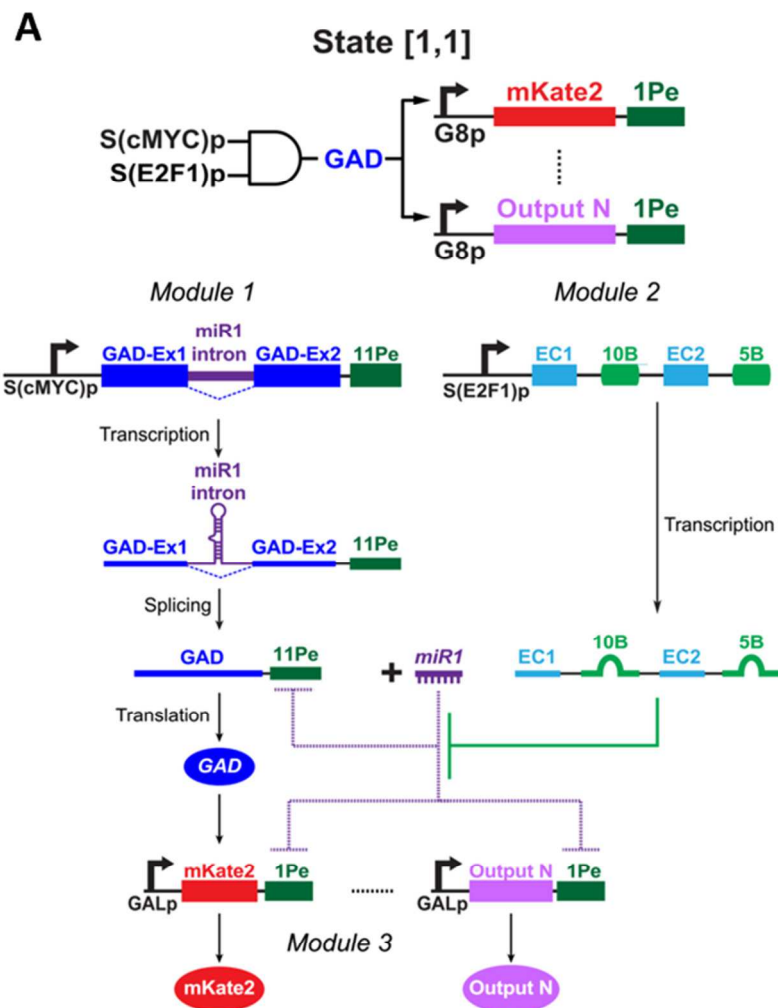 A
State [1,1]
mKate2 1Pe
S(cMYC)p
S(E2F1)p
GAD
G8p
Output N 1Pe
G8p
Module 1
Module 2
miR1
intron
GAD-Ex1 GAD-Ex2 11Pe
S(cMYC)p
EC1 10B EC2 5B
S(E2F1)p
Transcription
miR1
intron
GAD-Ex1 GAD-Ex2 11Pe
Transcription
Splicing
GAD 11Pe + miR1
EC1 10B EC2 5B
Translation
GAD
mKate2 1Pe
GALp
Output N 1Pe
GALp
Module 3
mKate2
Output N